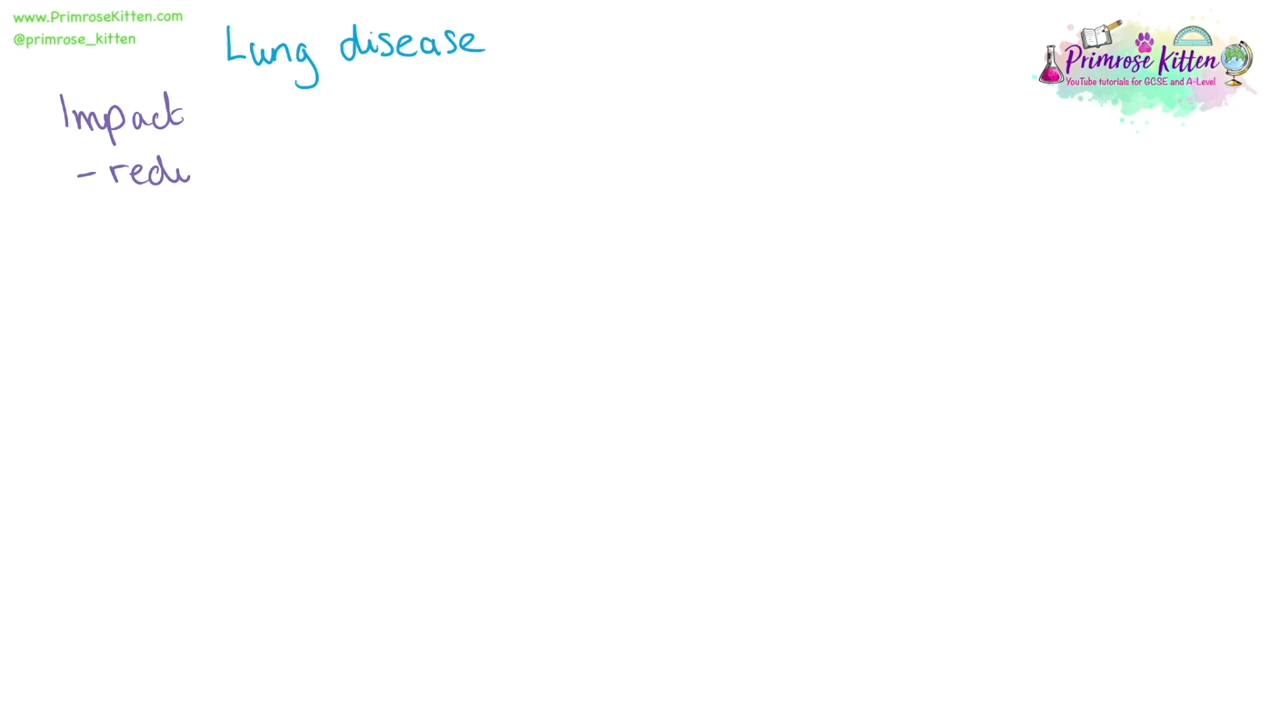 www.PrimroseKitten.com
@primrose_kitten
Lung disease
Primrose Kitten
YouTube tutorials for GCSE and A-Level
Impact
- redu